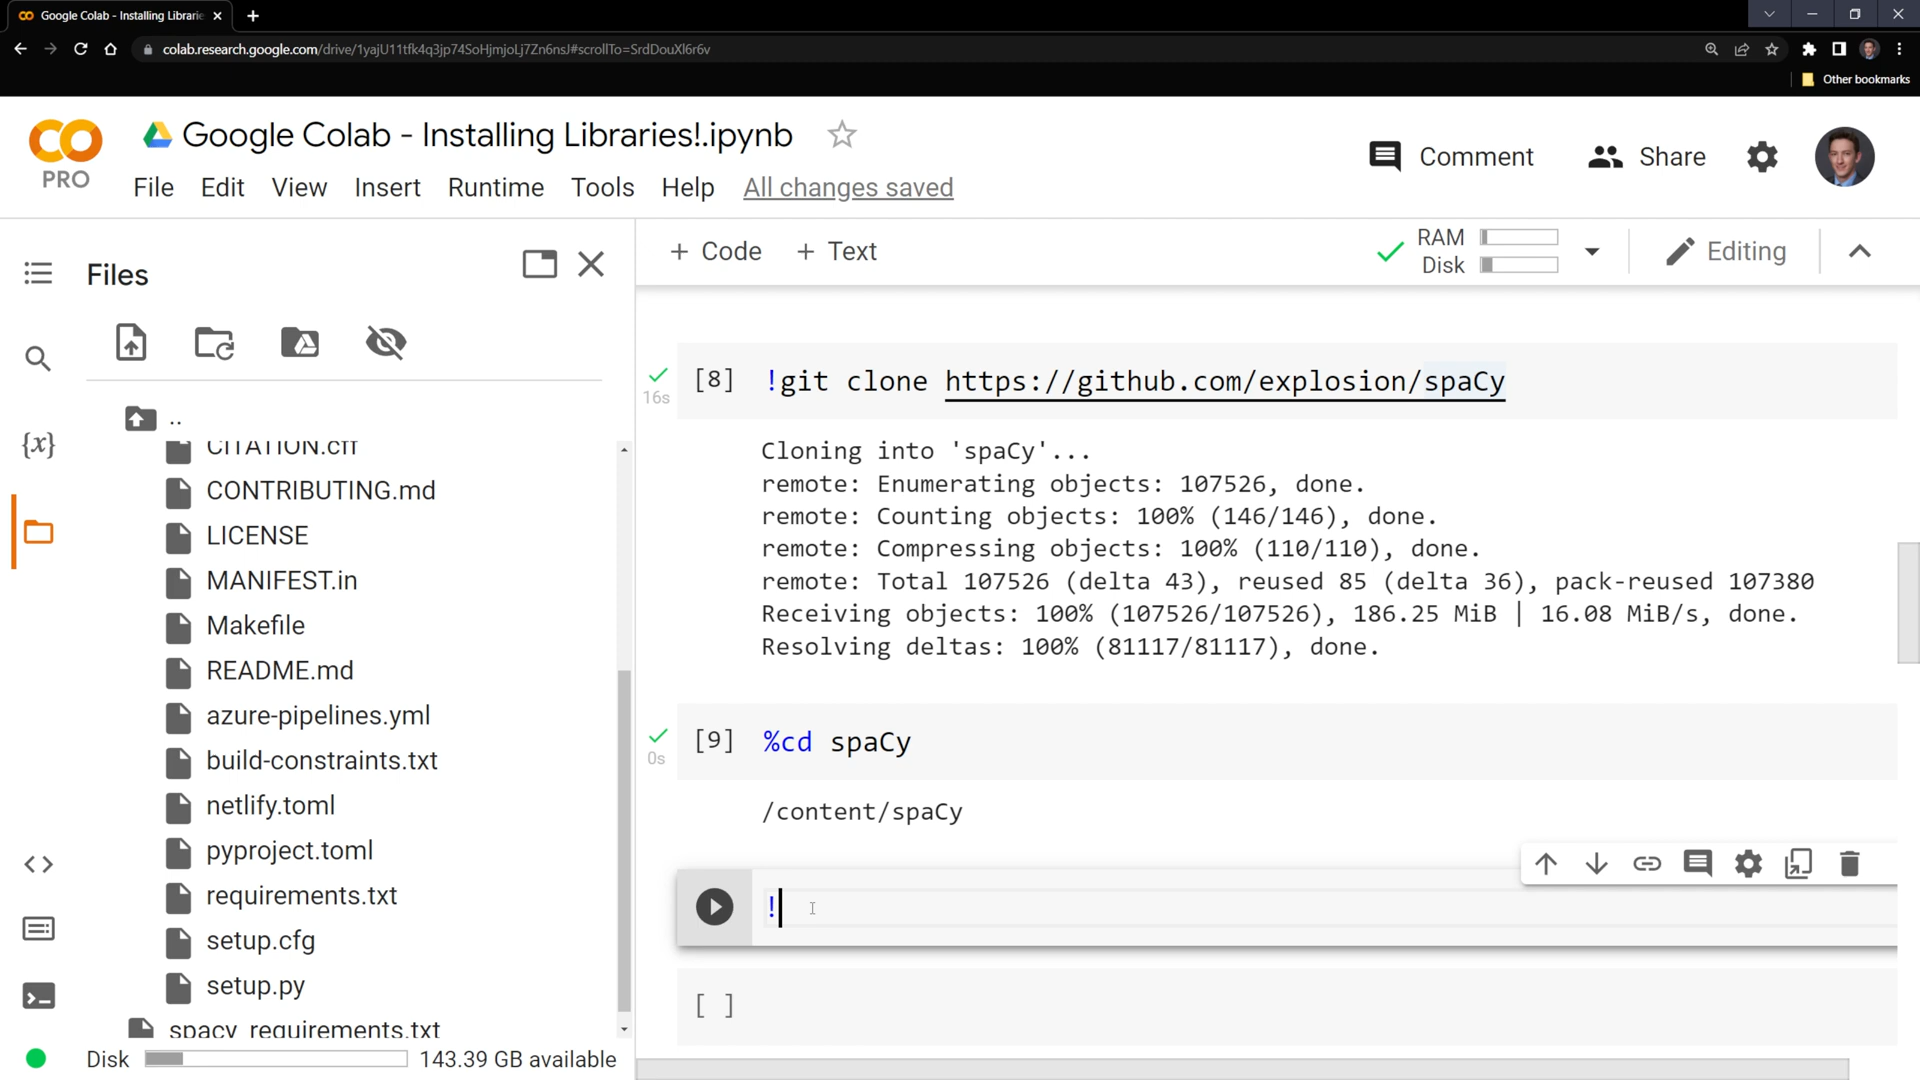 Google Colab - Installing Librarie
colab.research.google.com/drive/1yajU11tfk4q3jp74SoHjmjoLj7Zn6nsJ#scrollTo=SrdDouXl6r6v
Other bookmarks
PRO
Google Colab - Installing Libraries!.ipynb
File Edit View Insert Runtime Tools Help All changes saved
Comment
Share
Files
+ Code + Text
RAM
Disk
Editing
..
CITATION.cff
CONTRIBUTING.md
LICENSE
MANIFEST.in
Makefile
README.md
azure-pipelines.yml
build-constraints.txt
netlify.toml
pyproject.toml
requirements.txt
setup.cfg
setup.py
spacy_requirements.txt
Disk 143.39 GB available
{x}
16s
[8] !git clone https://github.com/explosion/spaCy
Cloning into 'spaCy'...
remote: Enumerating objects: 107526, done.
remote: Counting objects: 100% (146/146), done.
remote: Compressing objects: 100% (110/110), done.
remote: Total 107526 (delta 43), reused 85 (delta 36), pack-reused 107380
Receiving objects: 100% (107526/107526), 186.25 MiB | 16.08 MiB/s, done.
Resolving deltas: 100% (81117/81117), done.
0s
[9] %cd spaCy
/content/spaCy
!
[ ]